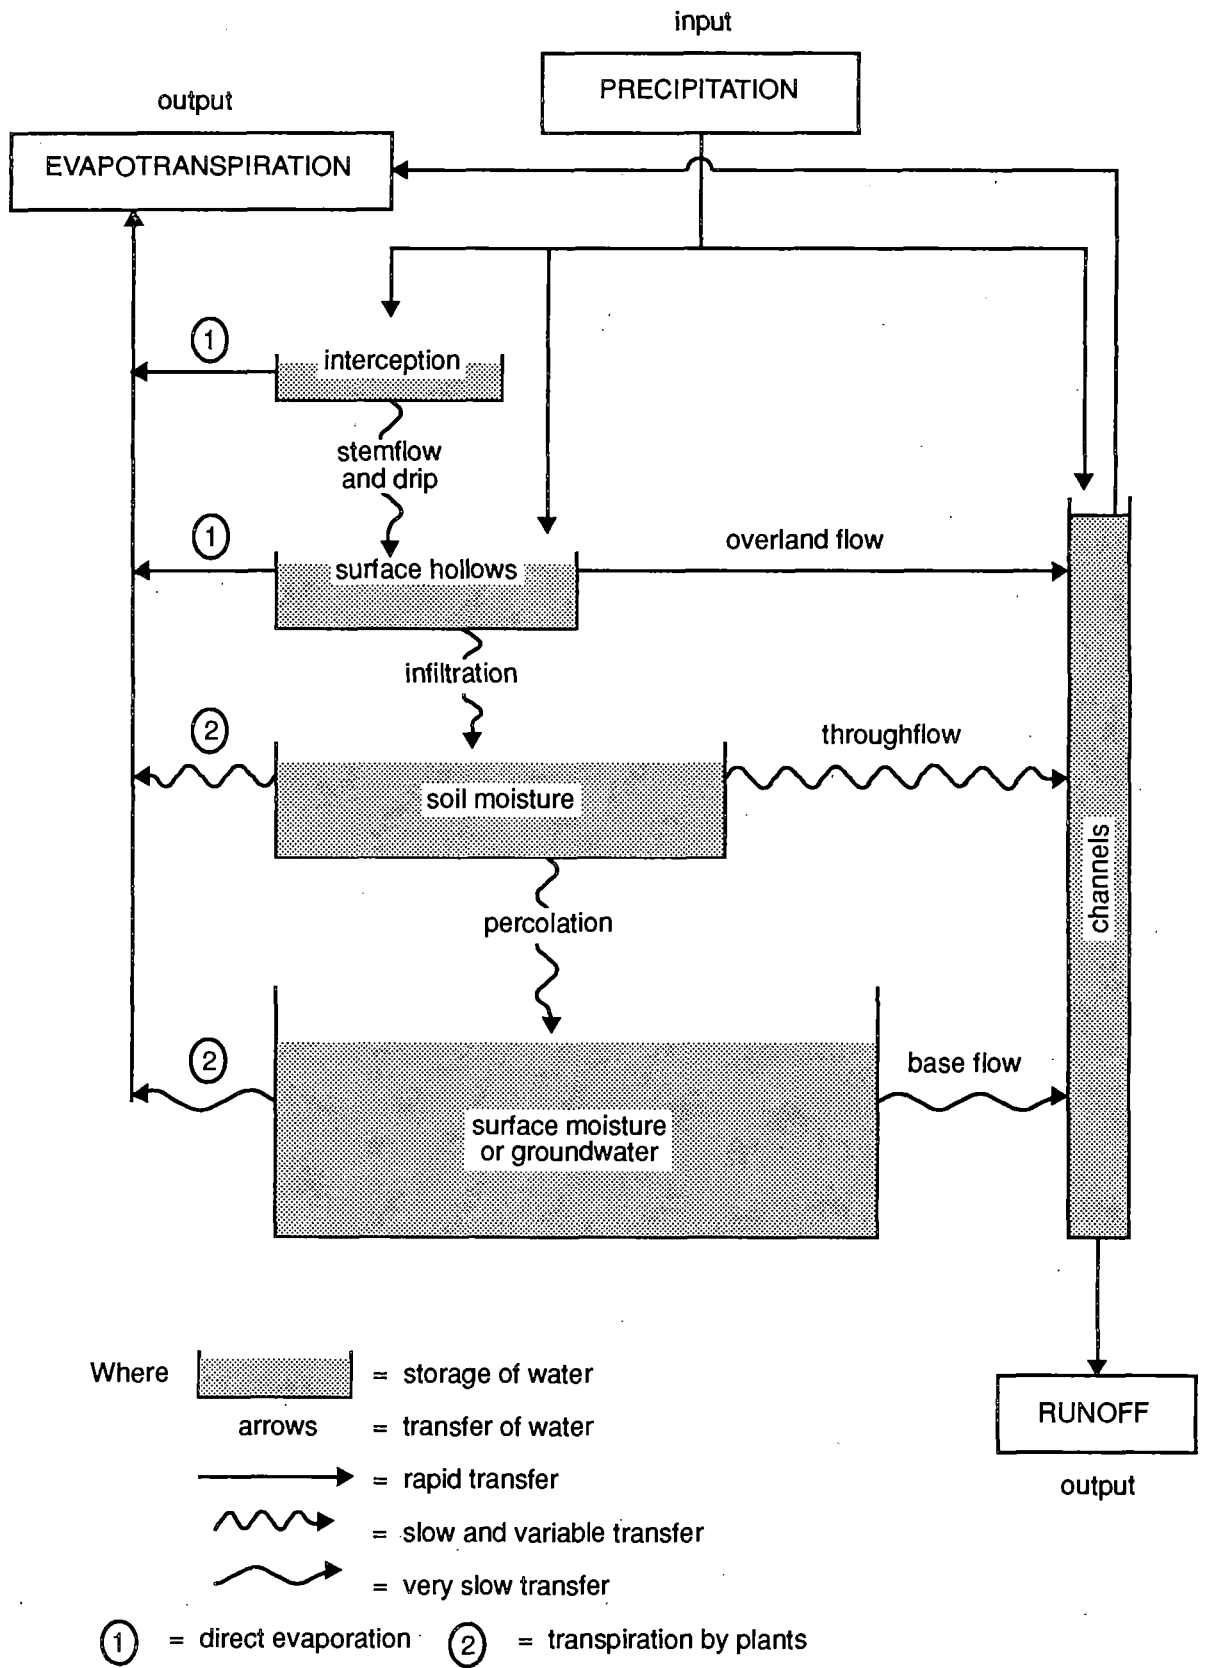 input
PRECIPITATION
output
EVAPOTRANSPIRATION
1
interception
stemflow
and drip
1
surface hollows
overland flow
infiltration
2
soil moisture
throughflow
percolation
channels
2
surface moisture
or groundwater
base flow
RUNOFF
output
Where = storage of water
arrows = transfer of water
= rapid transfer
= slow and variable transfer
= very slow transfer
1 = direct evaporation 2 = transpiration by plants